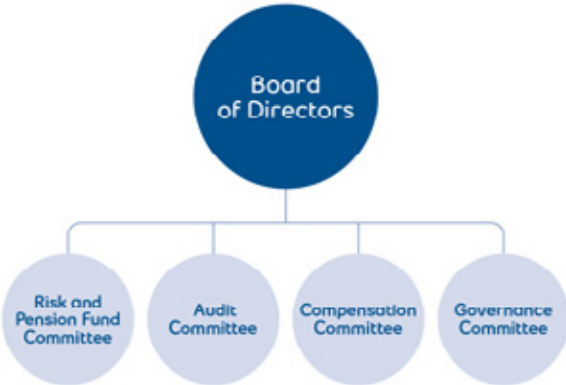 Board
of Directors
Risk and
Pension Fund
Committee
Audit
Committee
Compensation
Committee
Governance
Committee